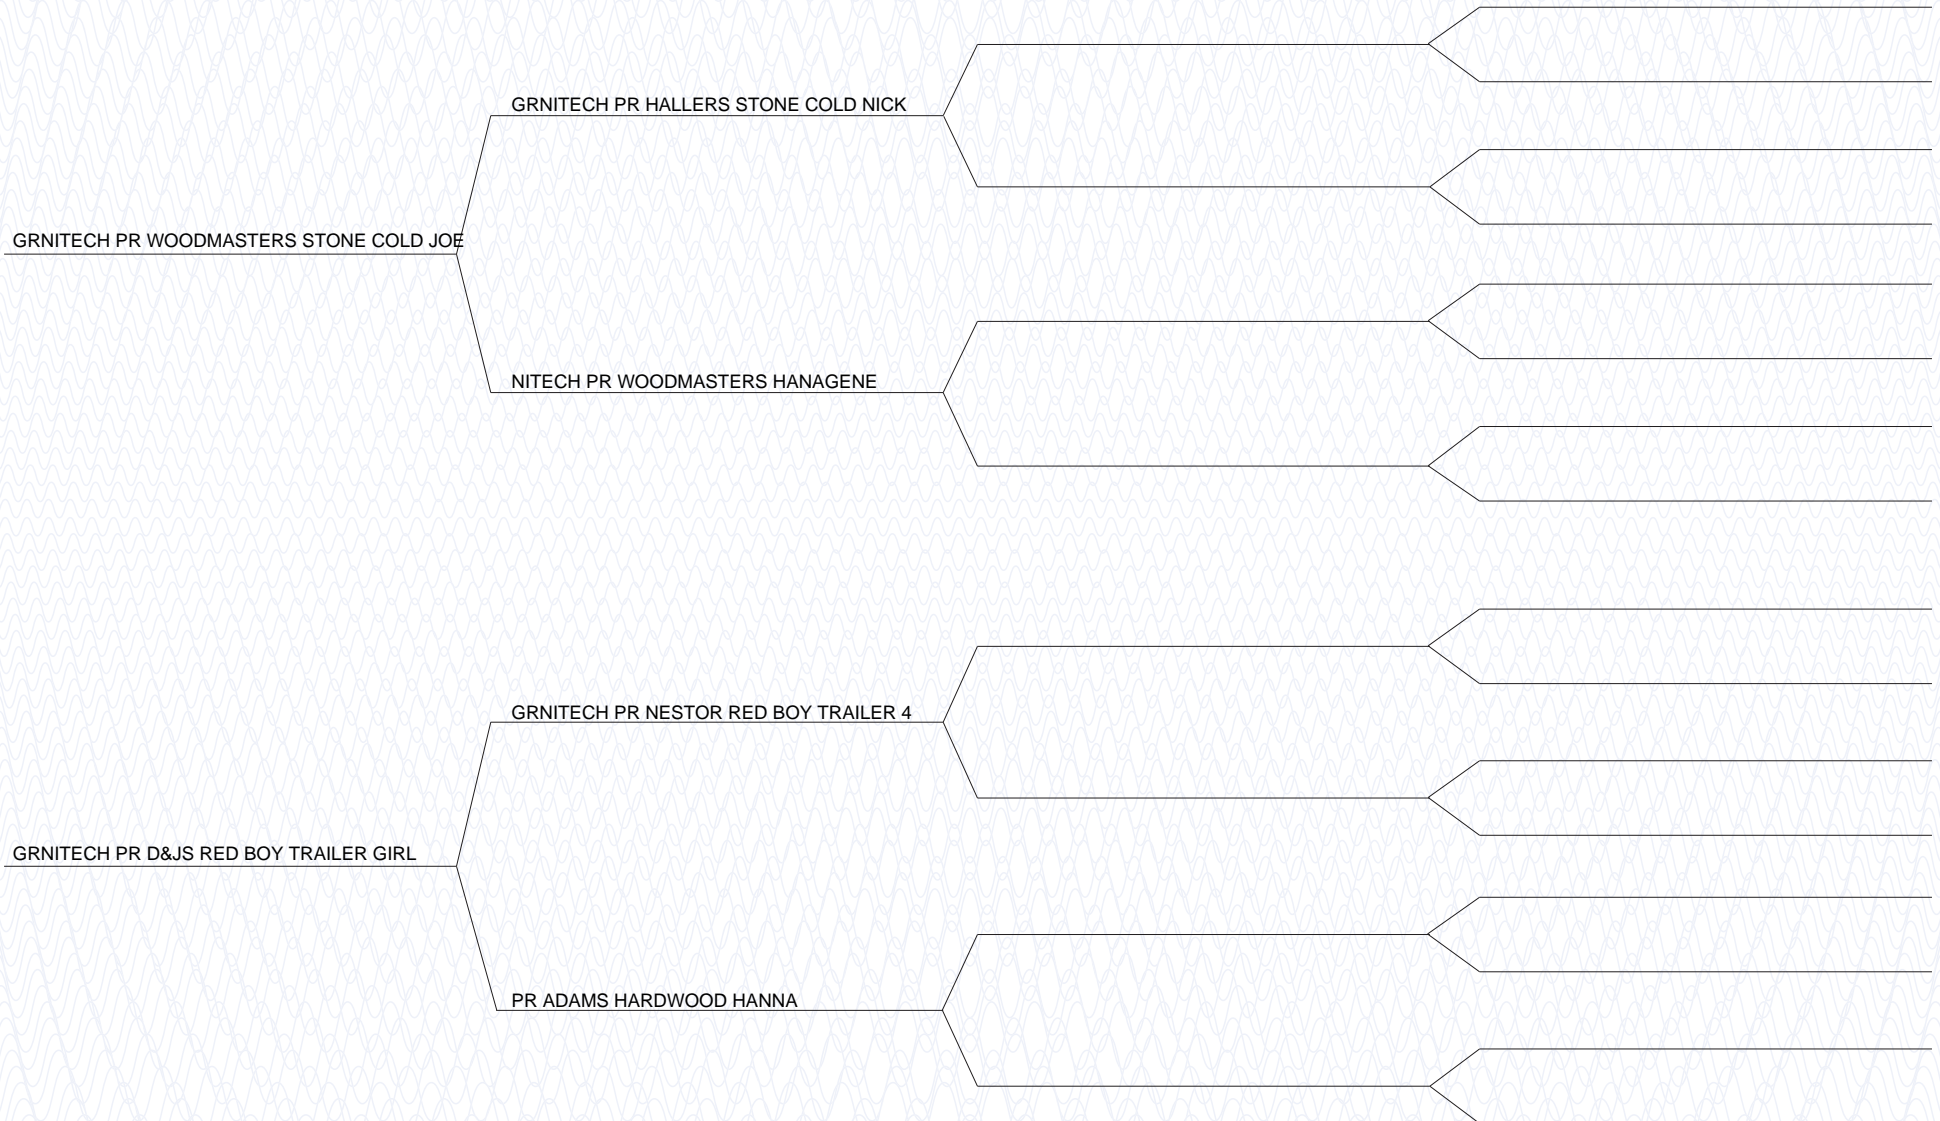 GRNITECH PR HALLERS STONE COLD NICK
GRNITECH PR WOODMASTERS STONE COLD JOE
NITECH PR WOODMASTERS HANAGENE
GRNITECH PR NESTOR RED BOY TRAILER 4
GRNITECH PR D&JS RED BOY TRAILER GIRL
PR ADAMS HARDWOOD HANNA